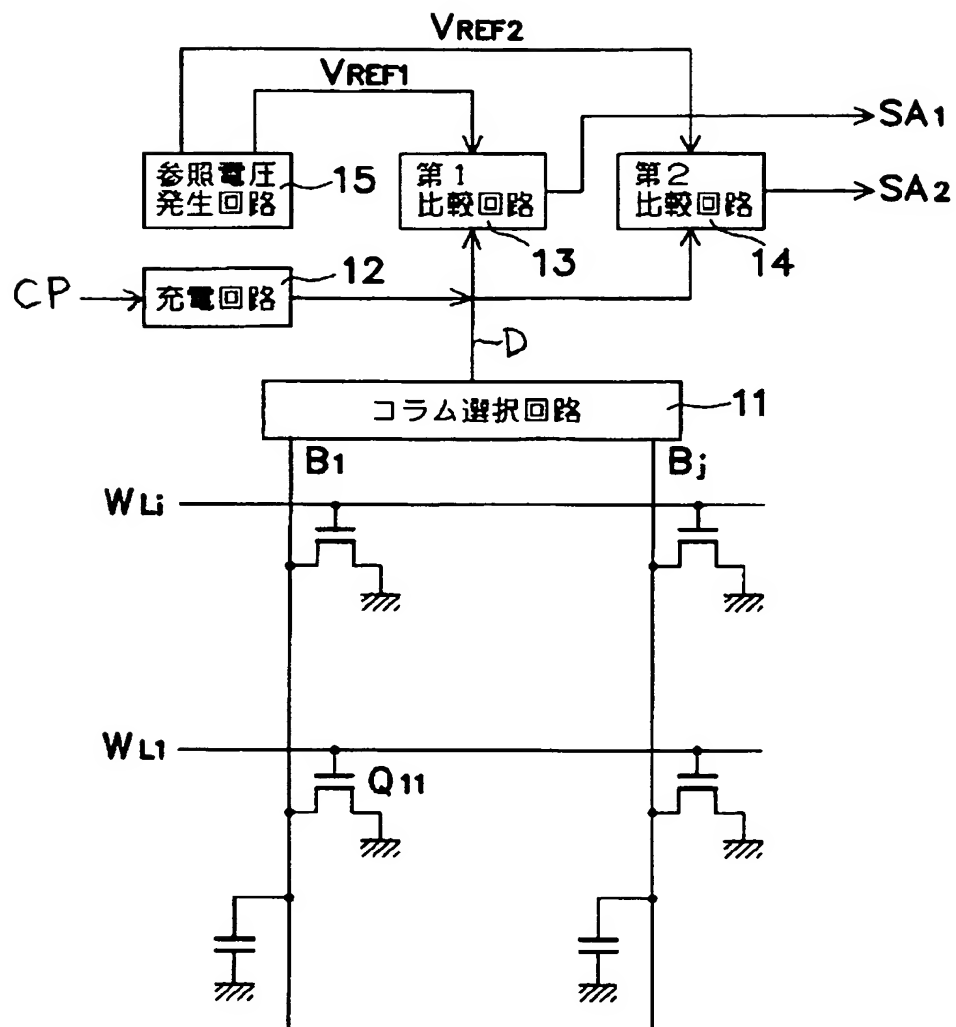 VREF2
VREF1
SA1
参照電圧
発生回路
15
第1
比較回路
13
第2
比較回路
14
SA2
CP
充電回路
12
D
コラム選択回路
11
B1
Bj
WLi
WL1
Q11